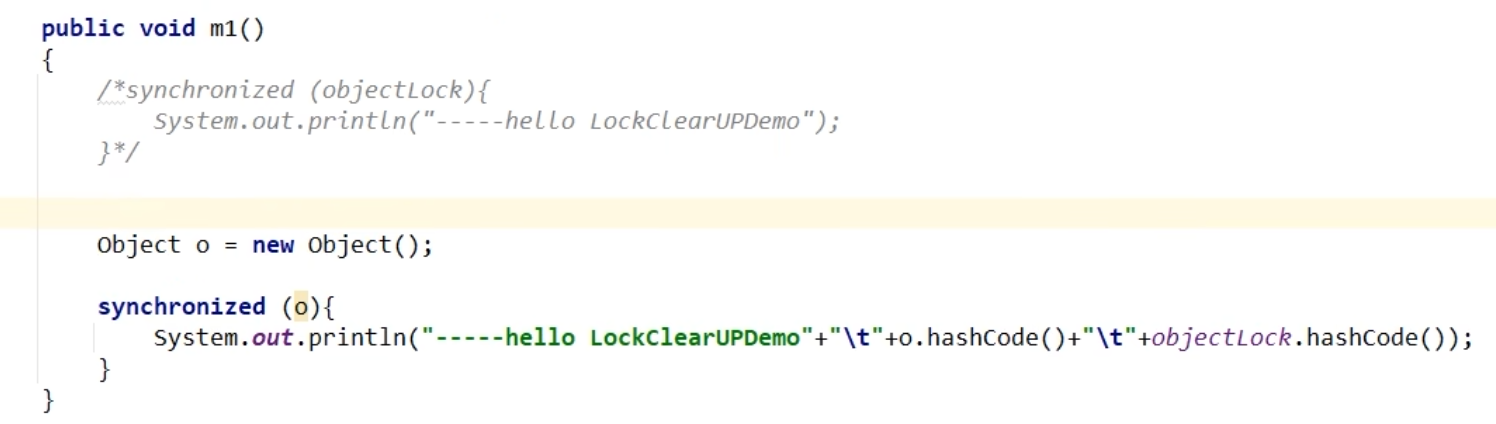 public void m1()
{
/*synchronized (objectLock){
System.out.println("-----hello LockClearUPDemo");
}*/
Object o = new Object();
synchronized (o){
System.out.println("-----hello LockClearUPDemo"+"\t"+o.hashCode()+"\t"+objectLock.hashCode());
}
}